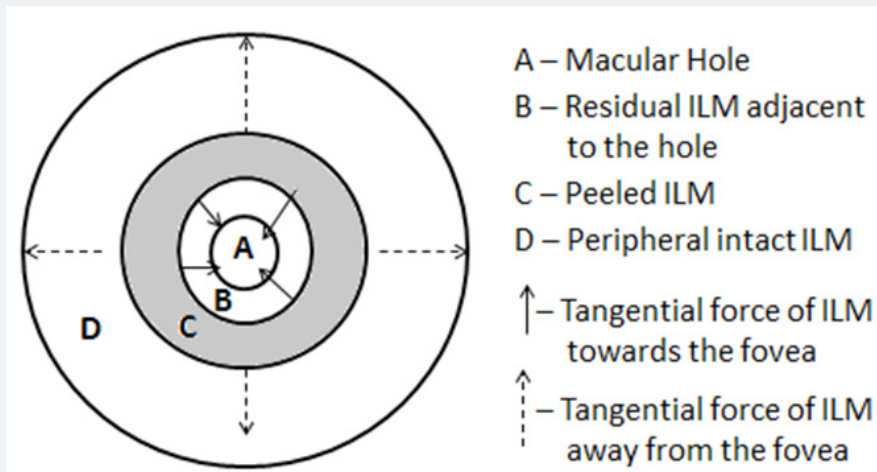 A
B
C
D
A – Macular Hole
B – Residual ILM adjacent
to the hole
C – Peeled ILM
D – Peripheral intact ILM
– Tangential force of ILM
towards the fovea
– Tangential force of ILM
away from the fovea